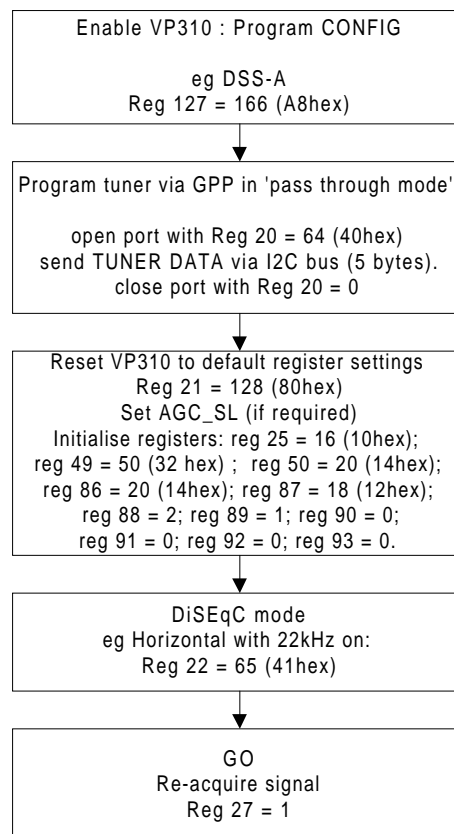 Enable VP310 : Program CONFIG
eg DSS-A
Reg 127 = 166 (A8hex)
Program tuner via GPP in 'pass through mode'
open port with Reg 20 = 64 (40hex)
send TUNER DATA via I2C bus (5 bytes).
close port with Reg 20 = 0
Reset VP310 to default register settings
Reg 21 = 128 (80hex)
Set AGC_SL (if required)
Initialise registers: reg 25 = 16 (10hex);
reg 49 = 50 (32 hex) ; reg 50 = 20 (14hex);
reg 86 = 20 (14hex); reg 87 = 18 (12hex);
reg 88 = 2; reg 89 = 1; reg 90 = 0;
reg 91 = 0; reg 92 = 0; reg 93 = 0.
DiSEqC mode
eg Horizontal with 22kHz on:
Reg 22 = 65 (41hex)
GO
Re-acquire signal
Reg 27 = 1